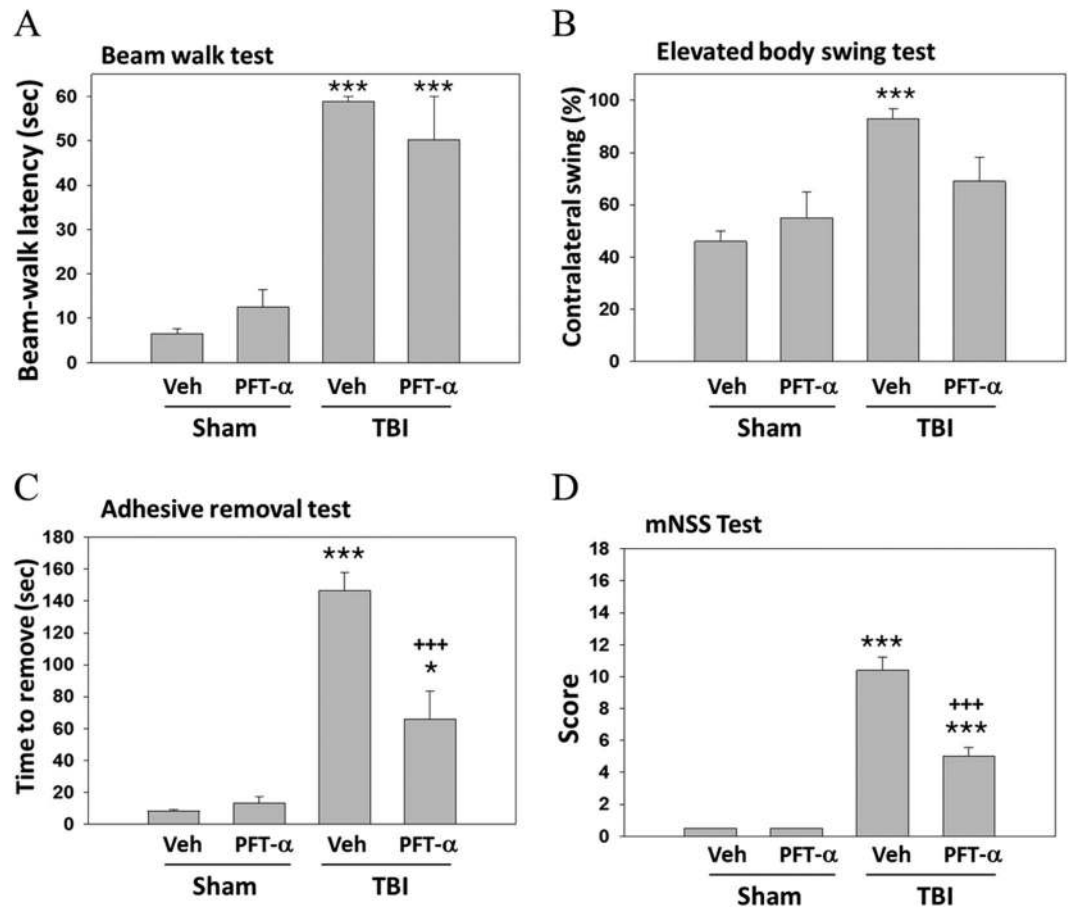 A
Beam walk test
Beam-walk latency (sec)
60
50
40
30
20
10
0
***
***
Veh PFT-α Veh PFT-α
Sham TBI
B
Elevated body swing test
Contralateral swing (%)
100
80
60
40
20
0
***
Veh PFT-α Veh PFT-α
Sham TBI
C
Adhesive removal test
Time to remove (sec)
180
160
140
120
100
80
60
40
20
0
***
+++
*
Veh PFT-α Veh PFT-α
Sham TBI
D
mNSS Test
Score
18
16
14
12
10
8
6
4
2
0
***
+++
***
Veh PFT-α Veh PFT-α
Sham TBI